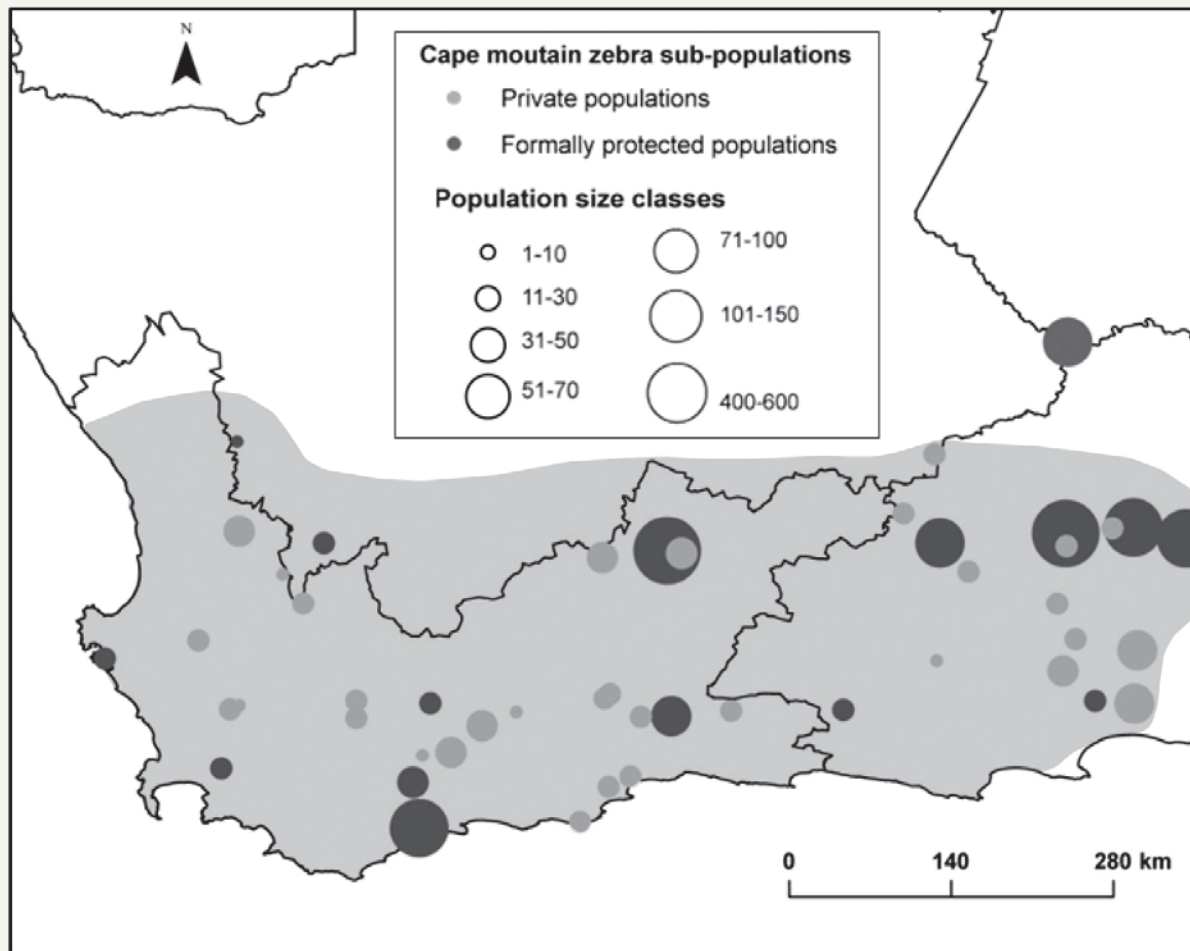 N
Cape moutain zebra sub-populations
Private populations
Formally protected populations
Population size classes
1-10
11-30
31-50
51-70
71-100
101-150
400-600
0 140 280 km